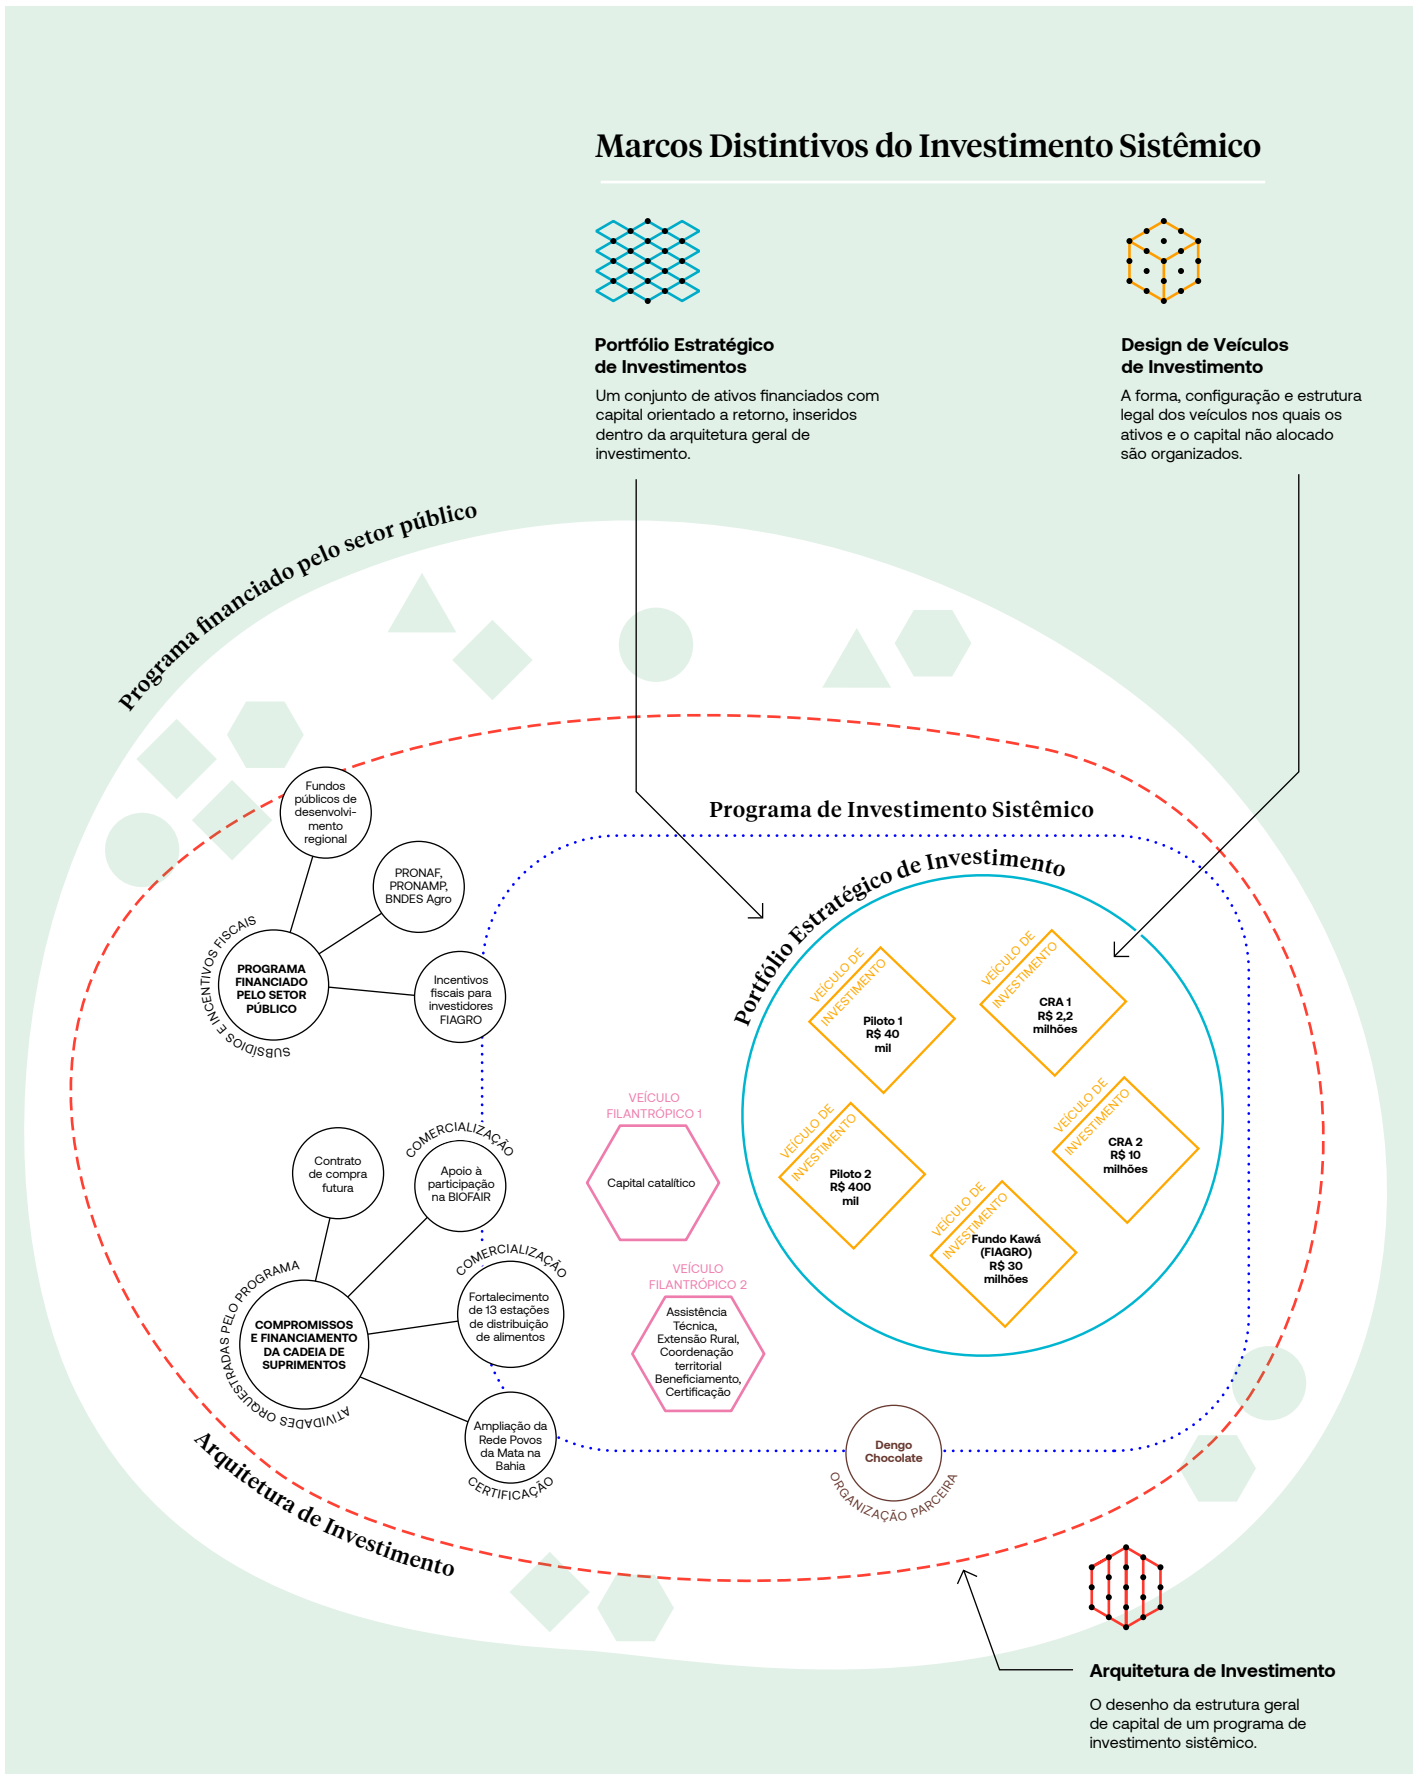 Marcos Distintivos do Investimento Sistêmico
Portfólio Estratégico
de Investimentos
Um conjunto de ativos financiados com
capital orientado a retorno, inseridos
dentro da arquitetura geral de
investimento.
Design de Veículos
de Investimento
A forma, configuração e estrutura
legal dos veículos nos quais os
ativos e o capital não alocado
são organizados.
Programa financiado pelo setor público
Fundos
públicos de
desenvolvi-
mento
regional
PRONAF,
PRONAMP,
BNDES Agro
SUBSÍDIOS E INCENTIVOS FISCAIS
PROGRAMA
FINANCIADO
PELO SETOR
PÚBLICO
Incentivos
fiscais para
investidores
FIAGRO
Programa de Investimento Sistêmico
Portfólio Estratégico de Investimento
VEÍCULO DE
INVESTIMENTO
Piloto 1
R$ 40
mil
VEÍCULO DE
INVESTIMENTO
CRA 1
R$ 2,2
milhões
VEÍCULO DE
INVESTIMENTO
Piloto 2
R$ 400
mil
VEÍCULO DE
INVESTIMENTO
CRA 2
R$ 10
milhões
VEÍCULO DE
INVESTIMENTO
Fundo Kawá
(FIAGRO)
R$ 30
milhões
VEÍCULO
FILANTRÓPICO 1
Capital catalítico
VEÍCULO
FILANTRÓPICO 2
Assistência
Técnica,
Extensão Rural,
Coordenação
territorial
Beneficiamento,
Certificação
Contrato
de compra
futura
COMERCIALIZAÇÃO
Apoio à
participação
na BIOFAIR
COMERCIALIZAÇÃO
Fortalecimento
de 13 estações
de distribuição
de alimentos
ATIVIDADES ORQUESTRADAS PELO PROGRAMA
COMPROMISSOS
E FINANCIAMENTO
DA CADEIA DE
SUPRIMENTOS
Ampliação da
Rede Povos
da Mata na
Bahia
CERTIFICAÇÃO
Dengo
Chocolate
ORGANIZAÇÃO PARCEIRA
Arquitetura de Investimento
Arquitetura de Investimento
O desenho da estrutura geral
de capital de um programa de
investimento sistêmico.